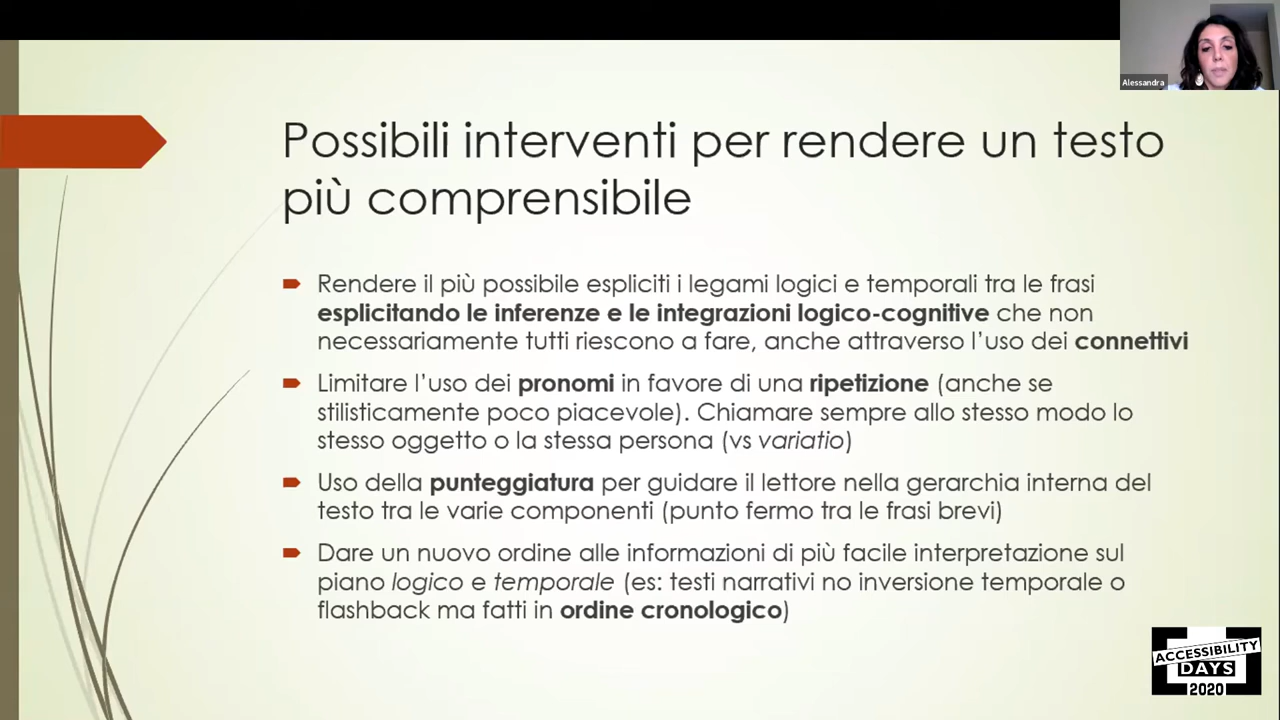 Alessandra
Possibili interventi per rendere un testo
più comprensibile
Rendere il più possibile espliciti i legami logici e temporali tra le frasi
esplicitando le inferenze e le integrazioni logico-cognitive che non
necessariamente tutti riescono a fare, anche attraverso l’uso dei connettivi
Limitare l’uso dei pronomi in favore di una ripetizione (anche se
stilisticamente poco piacevole). Chiamare sempre allo stesso modo lo
stesso oggetto o la stessa persona (vs variatio)
Uso della punteggiatura per guidare il lettore nella gerarchia interna del
testo tra le varie componenti (punto fermo tra le frasi brevi)
Dare un nuovo ordine alle informazioni di più facile interpretazione sul
piano logico e temporale (es: testi narrativi no inversione temporale o
flashback ma fatti in ordine cronologico)
ACCESSIBILITY
DAYS
2020